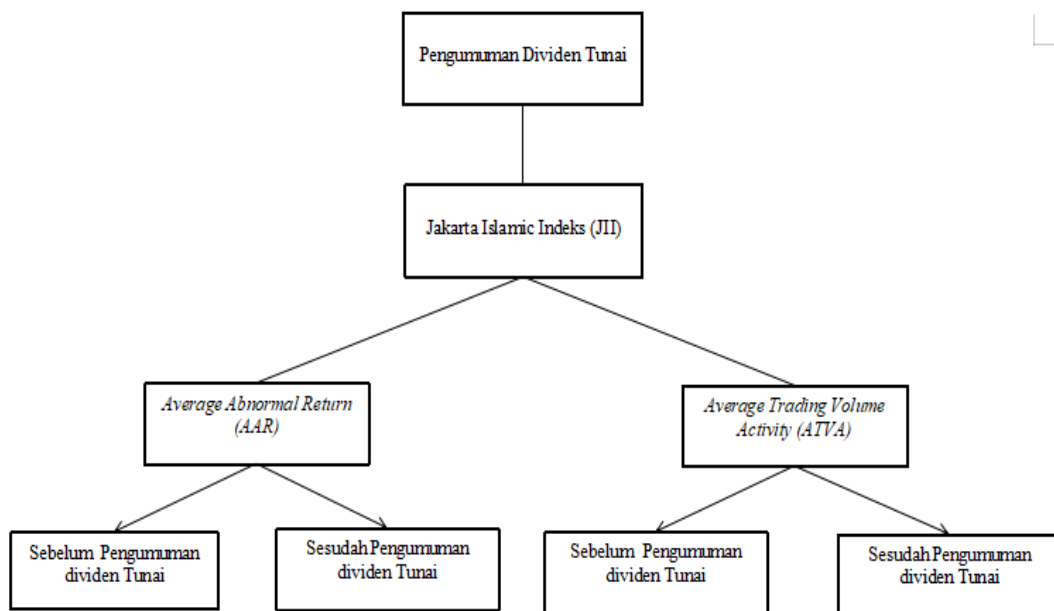 Pengumuman Dividen Tunai
Jakarta Islamic Indeks (JII)
Average Abnormal Return
(AAR)
Average Trading Volume
Activity (ATVA)
Sebelum Pengumuman
dividen Tunai
Sesudah Pengumuman
dividen Tunai
Sebelum Pengumuman
dividen Tunai
Sesudah Pengumuman
dividen Tunai